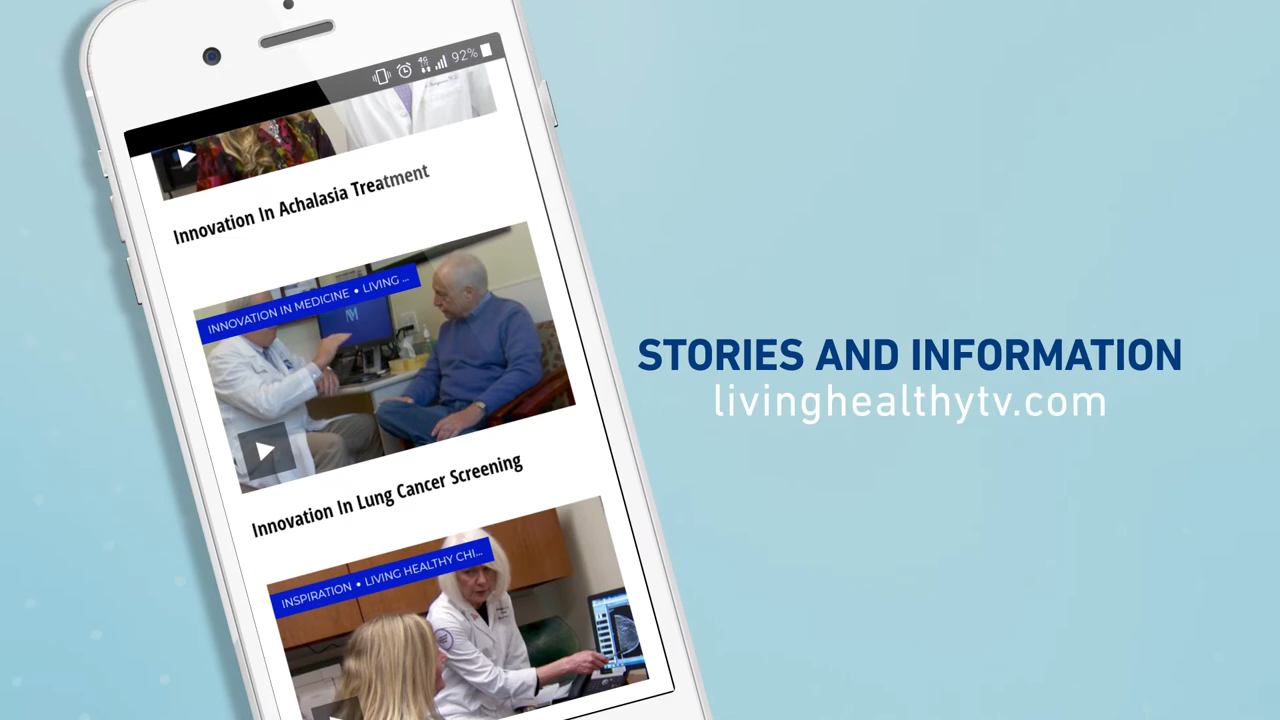 92%
Innovation In Achalasia Treatment
INNOVATION IN MEDICINE • LIVING ...
Innovation In Lung Cancer Screening
INSPIRATION • LIVING HEALTHY CHI...
STORIES AND INFORMATION
livinghealthytv.com